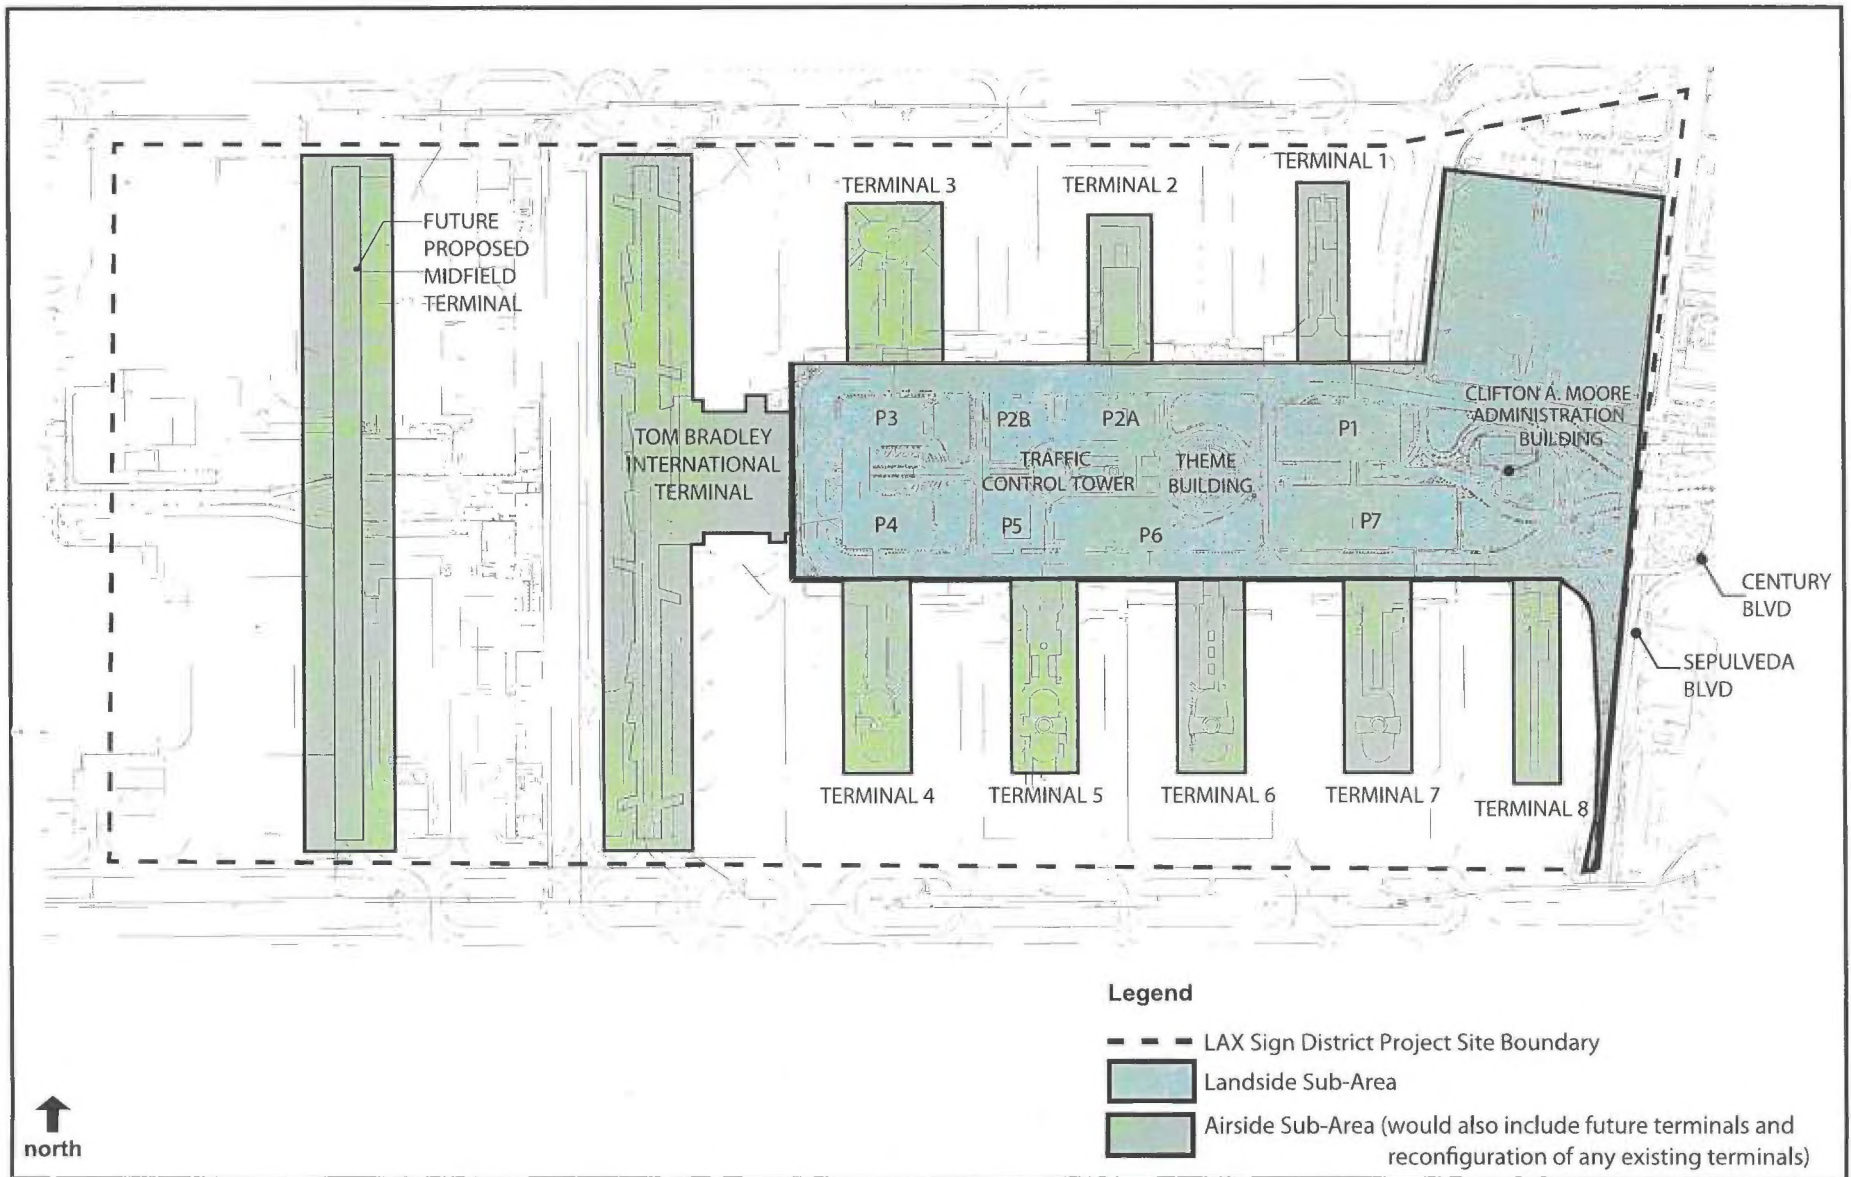 TERMINAL 1
TERMINAL 3
TERMINAL 2
FUTURE
PROPOSED
MIDFIELD
TERMINAL
CLIFTON A. MOORE
ADMINISTRATION
BUILDING
P3
P2B
P2A
P1
TOM BRADLEY
INTERNATIONAL
TERMINAL
TRAFFIC
CONTROL TOWER
THEME
BUILDING
P4
P5
P6
P7
CENTURY
BLVD
SEPULVEDA
BLVD
TERMINAL 4
TERMINAL 5
TERMINAL 6
TERMINAL 7
TERMINAL 8
Legend
LAX Sign District Project Site Boundary
Landside Sub-Area
Airside Sub-Area (would also include future terminals and
reconfiguration of any existing terminals)
north